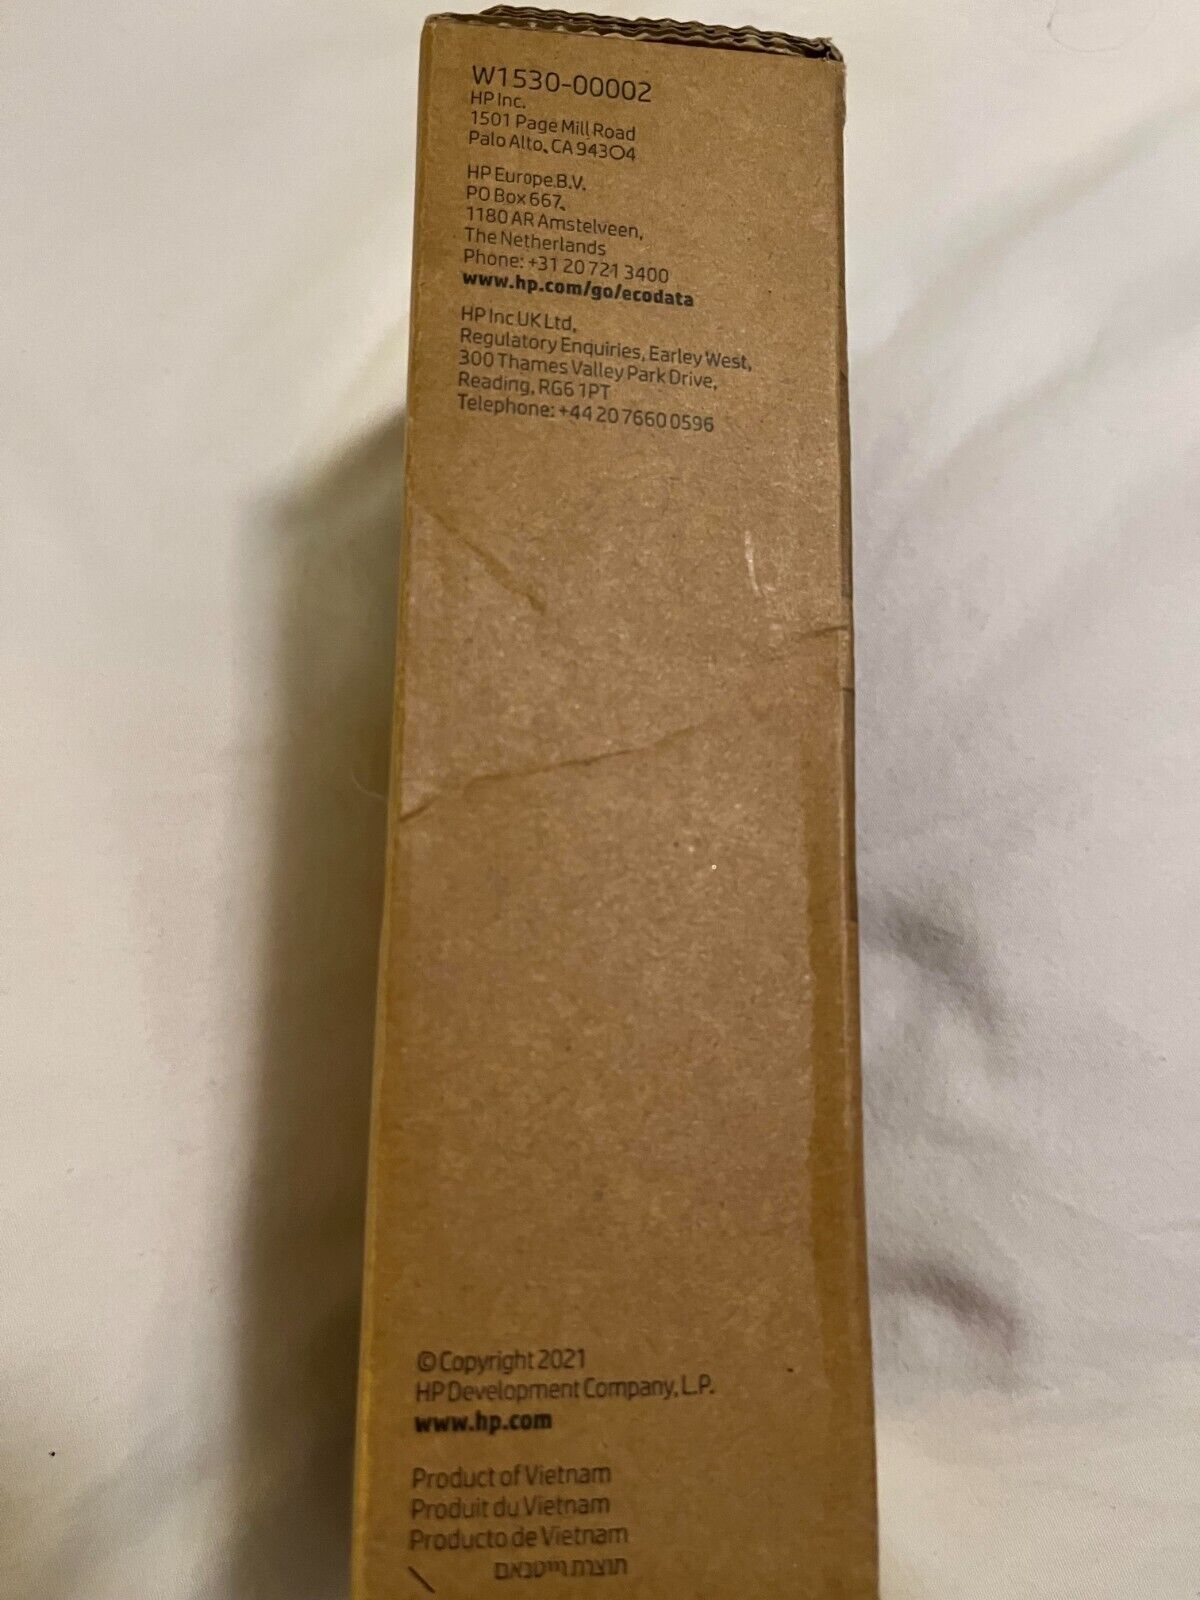 W1530-00002
HP Inc.
1501 Page Mill Road
Palo Alto, CA 94304
HP Europe B.V.
PO Box 667,
1180 AR Amstelveen,
The Netherlands
Phone: +31 20 721 3400
www.hp.com/go/ecodata
HP Inc UK Ltd,
Regulatory Enquiries, Earley West,
300 Thames Valley Park Drive,
Reading, RG6 1PT
Telephone: +44 20 7660 0596
© Copyright 2021
HP Development Company, L.P.
www.hp.com
Product of Vietnam
Produit du Vietnam
Producto de Vietnam
תוצרת וייטנאם